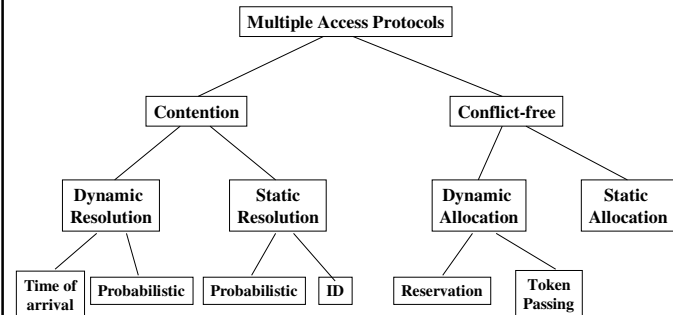 Multiple Access Protocols
Contention
Conflict-free
Dynamic
Resolution
Static
Resolution
Dynamic
Allocation
Static
Allocation
Time of
arrival
Probabilistic
Probabilistic
ID
Reservation
Token
Passing